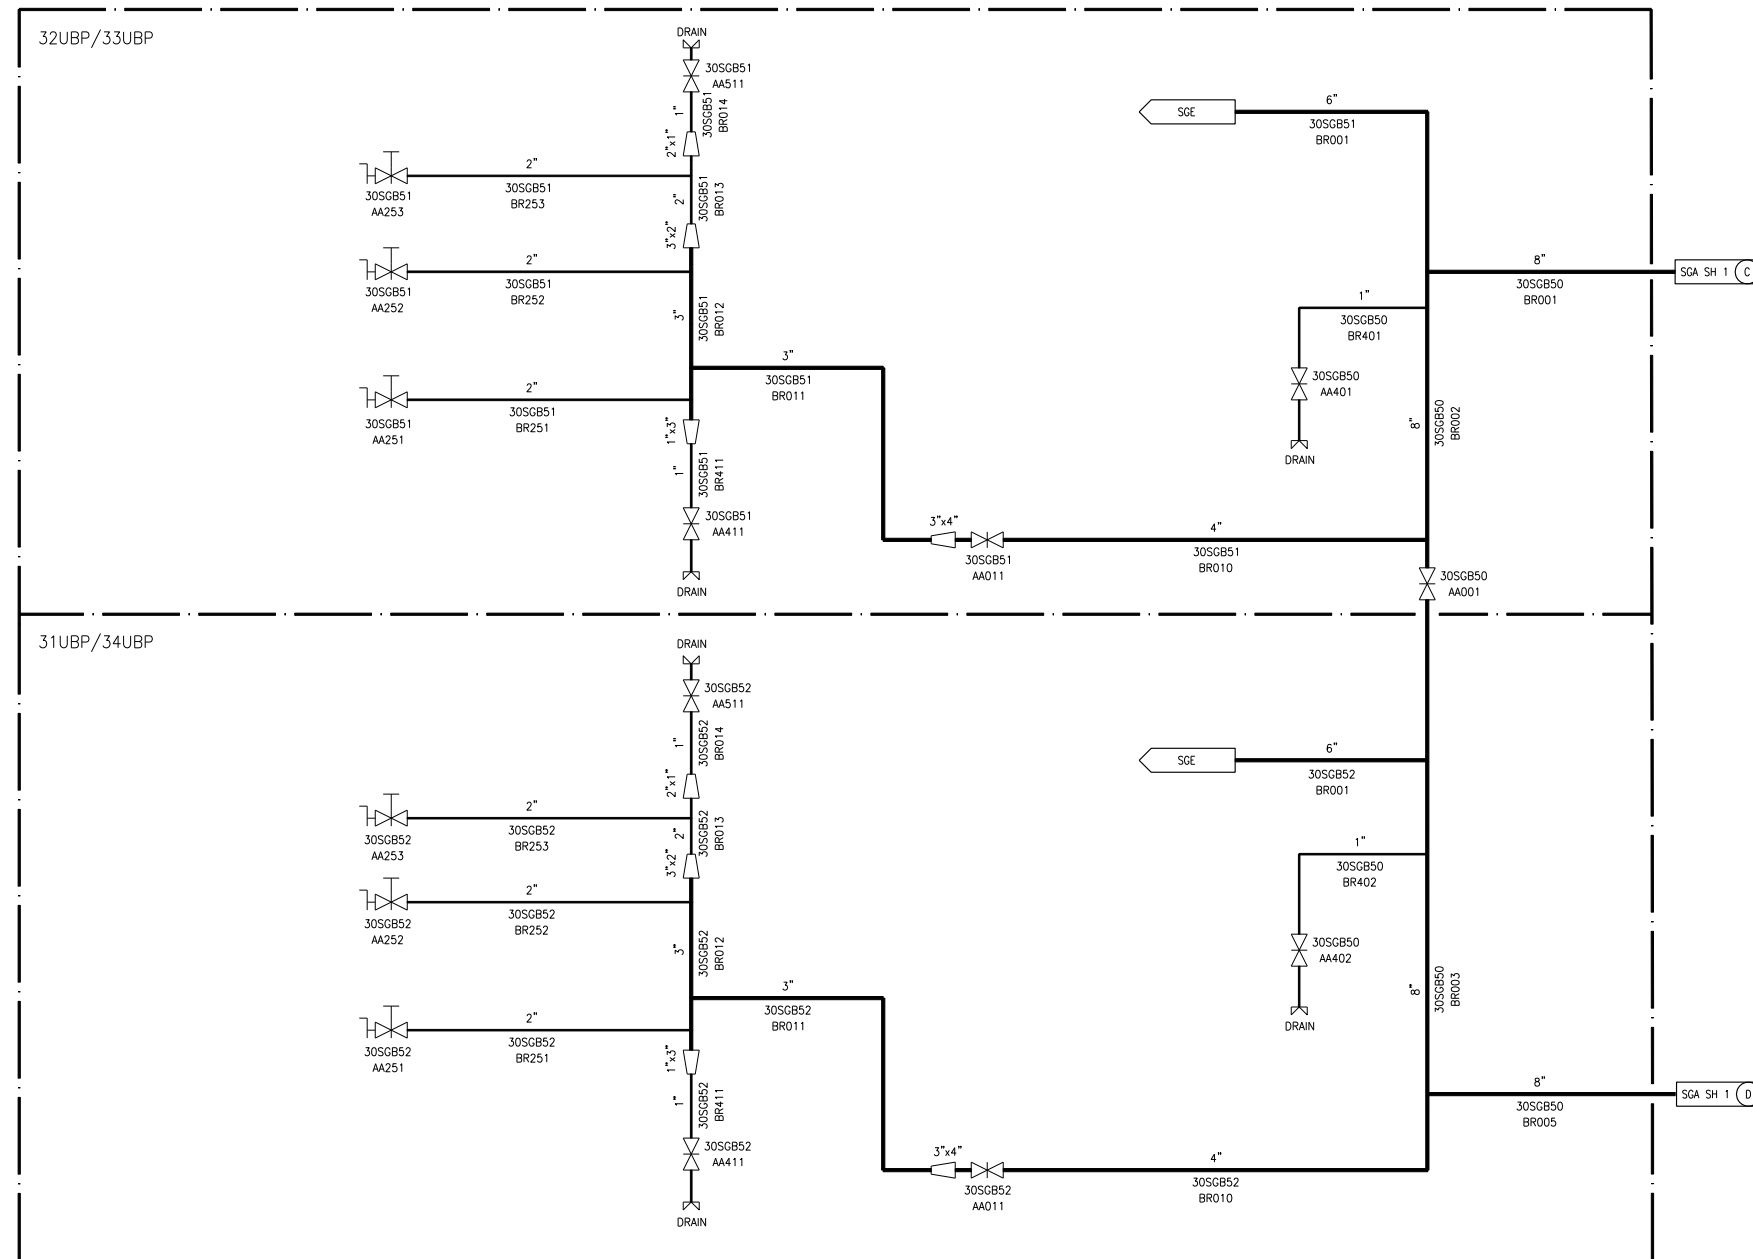 32UBP/33UBP
DRAIN
30SGB51
AA511
1"
30SGB51
BR014
2"x1"
2"
30SGB51
BR253
30SGB51
AA253
2"
30SGB51
BR013
3"x2"
2"
30SGB51
BR252
30SGB51
AA252
3"
30SGB51
BR012
2"
30SGB51
BR251
30SGB51
AA251
1"x3"
1"
30SGB51
BR411
30SGB51
AA411
DRAIN
3"
30SGB51
BR011
3"x4"
30SGB51
AA011
4"
30SGB51
BR010
SGE
6"
30SGB51
BR001
8"
30SGB50
BR001
SGA SH 1
C
1"
30SGB50
BR401
30SGB50
AA401
DRAIN
8"
30SGB50
BR002
30SGB50
AA001
31UBP/34UBP
DRAIN
30SGB52
AA511
1"
30SGB52
BR014
2"x1"
2"
30SGB52
BR253
30SGB52
AA253
2"
30SGB52
BR013
3"x2"
2"
30SGB52
BR252
30SGB52
AA252
3"
30SGB52
BR012
2"
30SGB52
BR251
30SGB52
AA251
1"x3"
1"
30SGB52
BR411
30SGB52
AA411
DRAIN
3"
30SGB52
BR011
3"x4"
30SGB52
AA011
4"
30SGB52
BR010
SGE
6"
30SGB52
BR001
1"
30SGB50
BR402
30SGB50
AA402
DRAIN
8"
30SGB50
BR003
8"
30SGB50
BR005
SGA SH 1
D